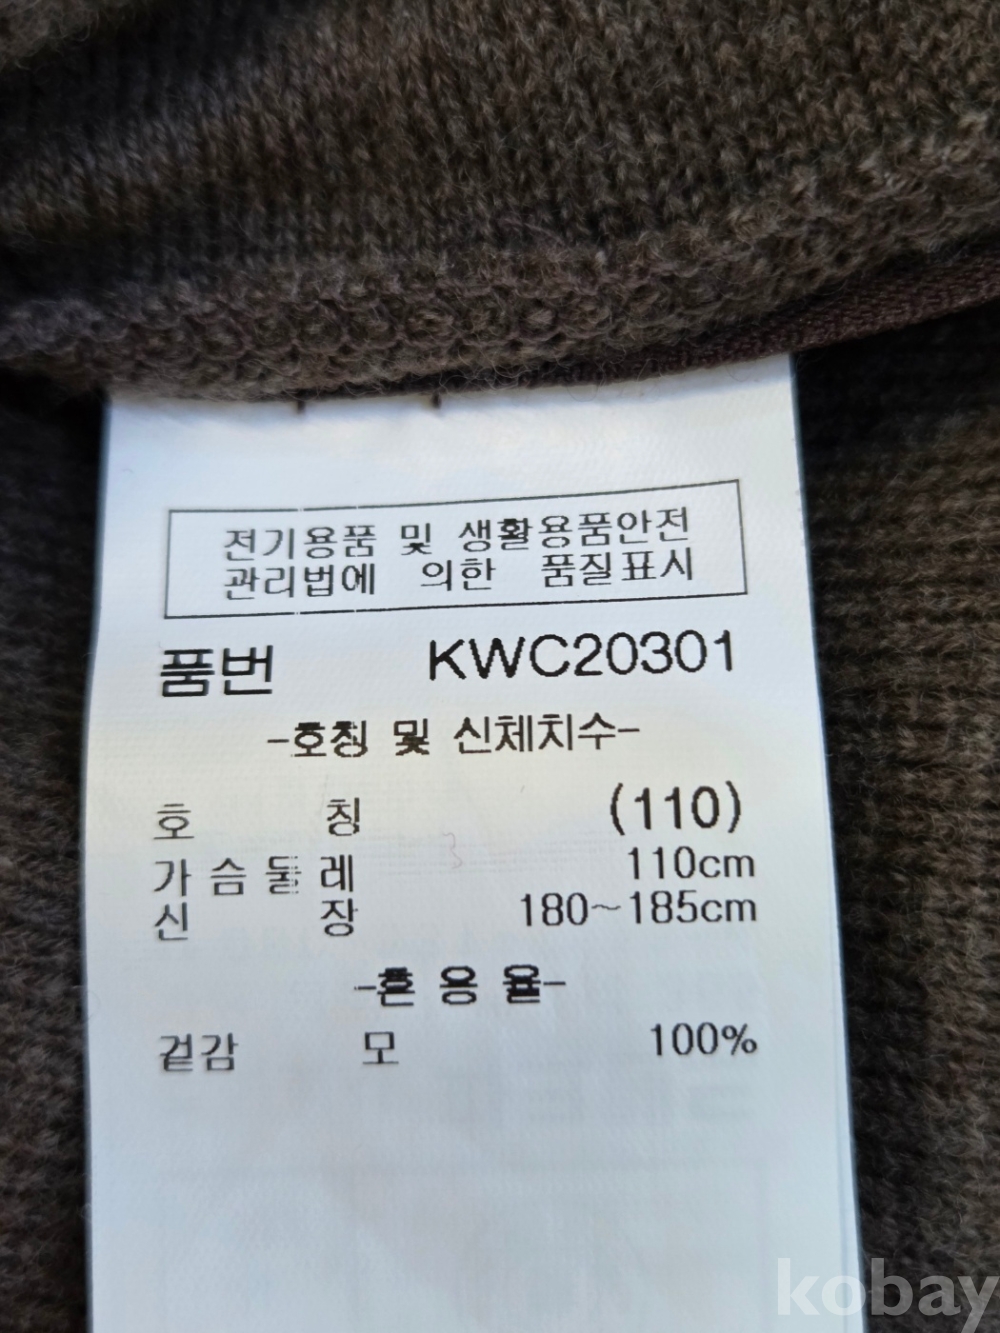 전기용품 및 생활용품안전
관리법에 의한 품질표시
품번 KWC20301
-호칭 및 신체치수-
호 칭 (110)
가 슴 둘 레 110cm
신 장 180~185cm
-혼 용 율-
겉감 모 100%
kobay